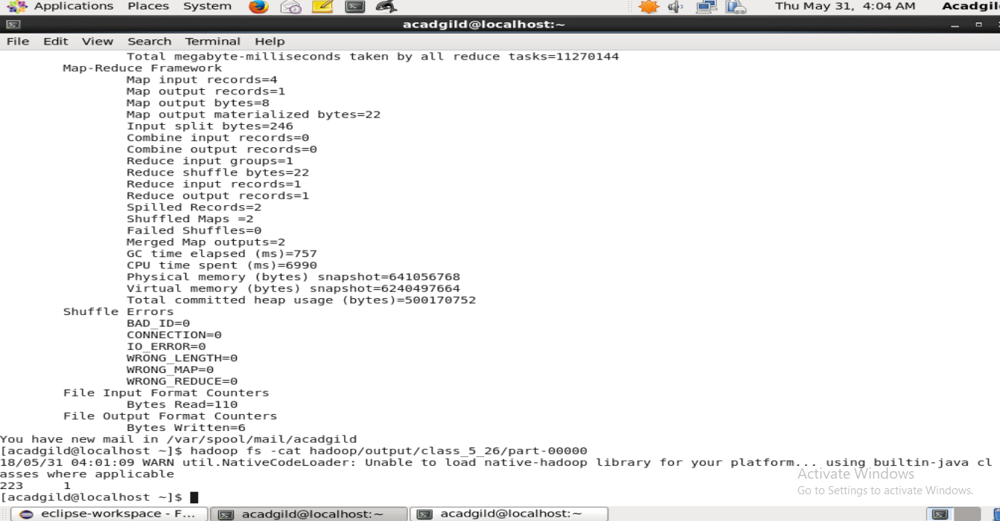 Applications Places System Thu May 31, 4:04 AM Acadgil
acadgild@localhost:~
File Edit View Search Terminal Help
Total megabyte-milliseconds taken by all reduce tasks=11270144
Map-Reduce Framework
Map input records=4
Map output records=1
Map output bytes=8
Map output materialized bytes=22
Input split bytes=246
Combine input records=0
Combine output records=0
Reduce input groups=1
Reduce shuffle bytes=22
Reduce input records=1
Reduce output records=1
Spilled Records=2
Shuffled Maps =2
Failed Shuffles=0
Merged Map outputs=2
GC time elapsed (ms)=757
CPU time spent (ms)=6990
Physical memory (bytes) snapshot=641056768
Virtual memory (bytes) snapshot=6240497664
Total committed heap usage (bytes)=500170752
Shuffle Errors
BAD_ID=0
CONNECTION=0
IO_ERROR=0
WRONG_LENGTH=0
WRONG_MAP=0
WRONG_REDUCE=0
File Input Format Counters
Bytes Read=110
File Output Format Counters
Bytes Written=6
You have new mail in /var/spool/mail/acadgild
[acadgild@localhost ~]$ hadoop fs -cat hadoop/output/class_5_26/part-00000
18/05/31 04:01:09 WARN util.NativeCodeLoader: Unable to load native-hadoop library for your platform... using builtin-java cl
asses where applicable
223 1
[acadgild@localhost ~]$
Activate Windows
Go to Settings to activate Windows.
eclipse-workspace - F... acadgild@localhost:~ acadgild@localhost:~